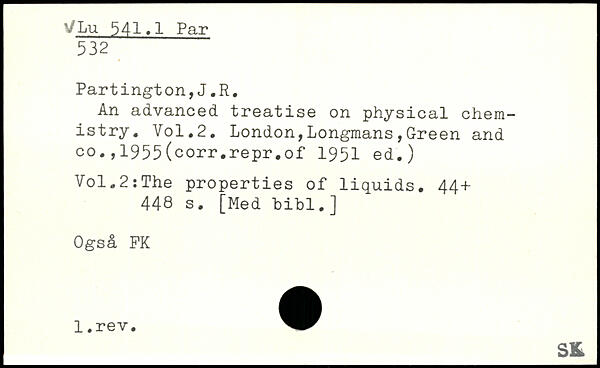 √Lu 541.1 Par
532
Partington,J.R.
An advanced treatise on physical chem-
istry. Vol.2. London,Longmans,Green and
co.,1955(corr.repr.of 1951 ed.)
Vol.2:The properties of liquids. 44+
448 s. [Med bibl.]
Også FK
1.rev.
SK